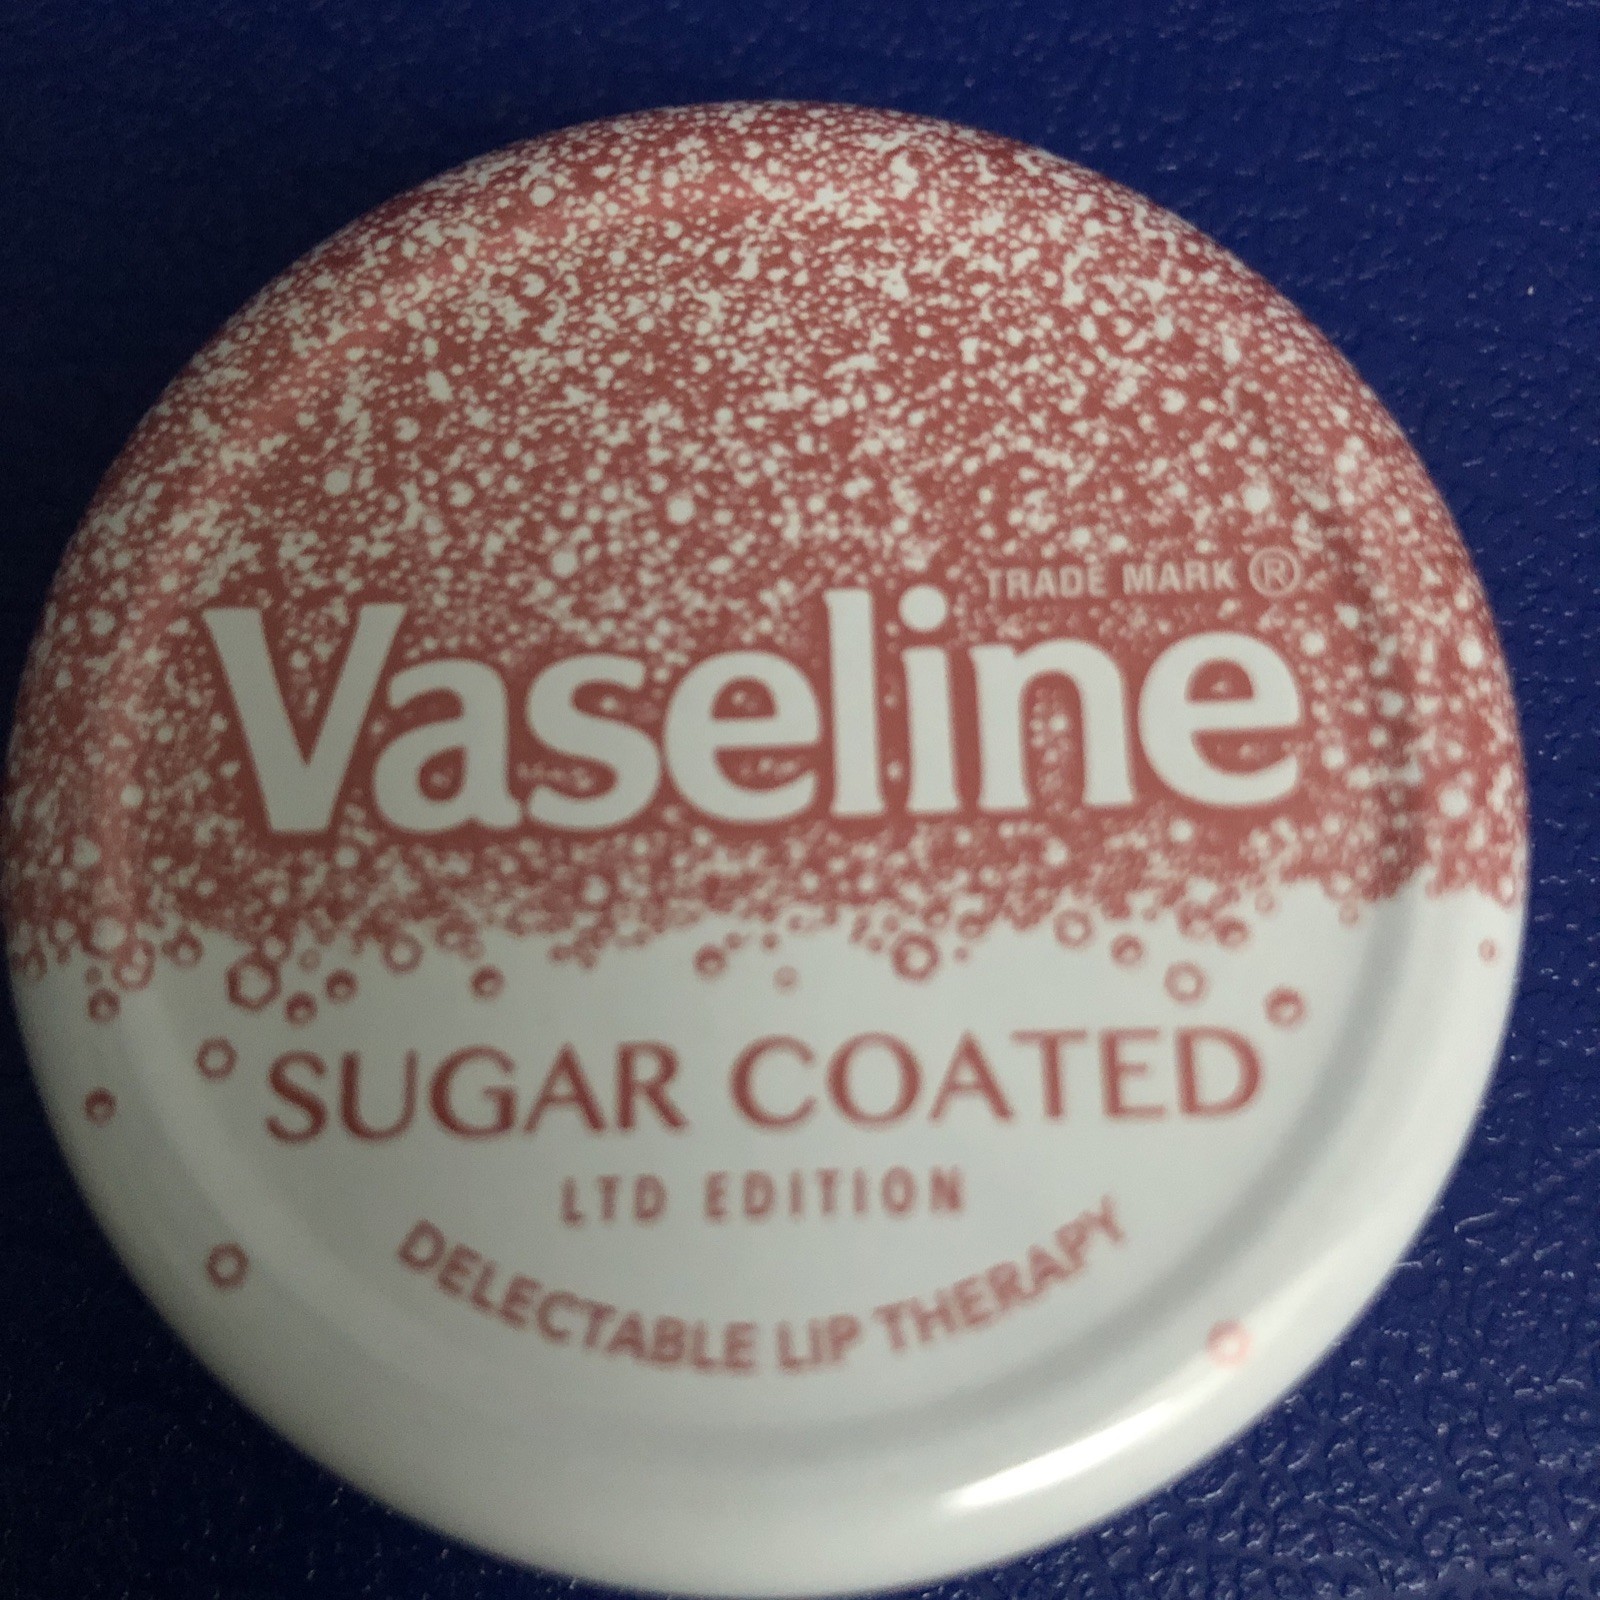 TRADE MARK ®
Vaseline
SUGAR COATED
LTD EDITION
DELECTABLE LIP THERAPY